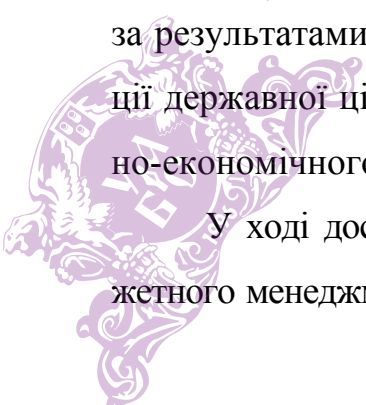 за результатами
ції державної ці
но-економічного
У ході дос
жетного менеджм